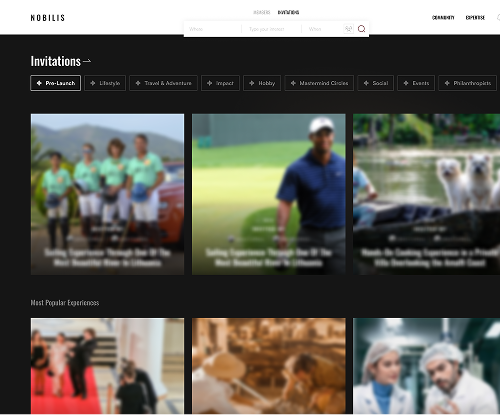 NOBILIS
MEMBERS INVITATIONS
COMMUNITY EXPERTISE
Where Type your interest When
Invitations
Pre-Launch Lifestyle Travel & Adventure Impact Hobby Mastermind Circles Social Events Philanthropists
Sailing Experience Through One Of The
Most Beautiful River in Lithuania
Sailing Experience Through One Of The
Most Beautiful River in Lithuania
Hands-On Cooking Experience in a Private
Villa Overlooking the Amalfi Coast
Most Popular Experiences